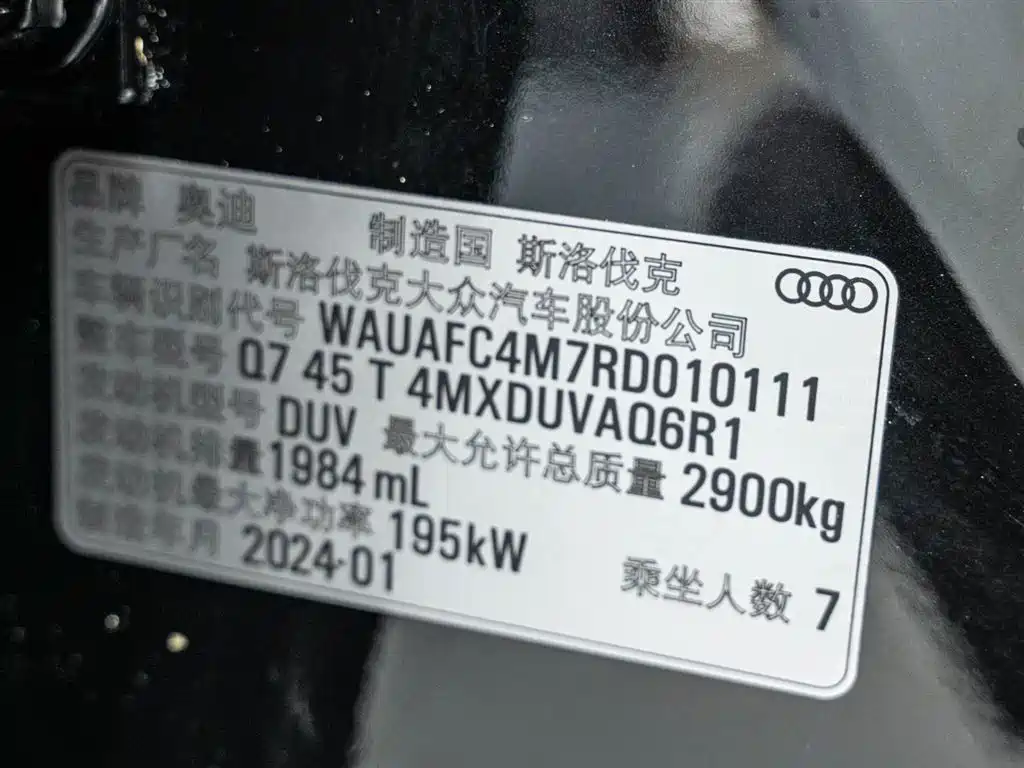 品牌 奥迪 制造国 斯洛伐克
生产厂名 斯洛伐克大众汽车股份公司
车辆识别代号 WAUAFC4M7RD010111
整车型号 Q7 45 T 4MXDUVAQ6R1
发动机型号 DUV 最大允许总质量 2900kg
发动机排量 1984 mL
发动机最大净功率 195kW
制造年月 2024·01 乘坐人数 7